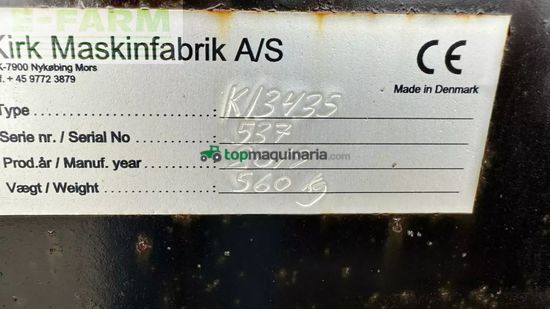 E-FARM
Kirk Maskinfabrik A/S
K-7900 Nykøbing Mors
f. + 45 9772 3879
CE
Made in Denmark
Type K13435
Serie nr. / Serial No 537
topmaquinaria.com
Prod.år / Manuf. year
Vægt / Weight 560 kg